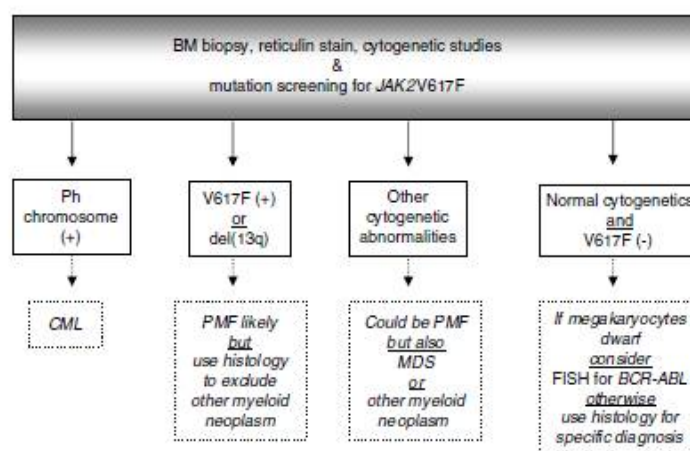 BM biopsy, reticulin stain, cytogenetic studies
&
mutation screening for JAK2V617F
Ph
chromosome
(+)
V617F (+)
or
del(13q)
Other
cytogenetic
abnormalities
Normal cytogenetics
and
V617F (-)
CML
PMF likely
but
use histology
to exclude
other myeloid
neoplasm
Could be PMF
but also
MDS
or
other myeloid
neoplasm
If megakaryocytes
dwarf
consider
FISH for BCR-ABL
otherwise
use histology for
specific diagnosis